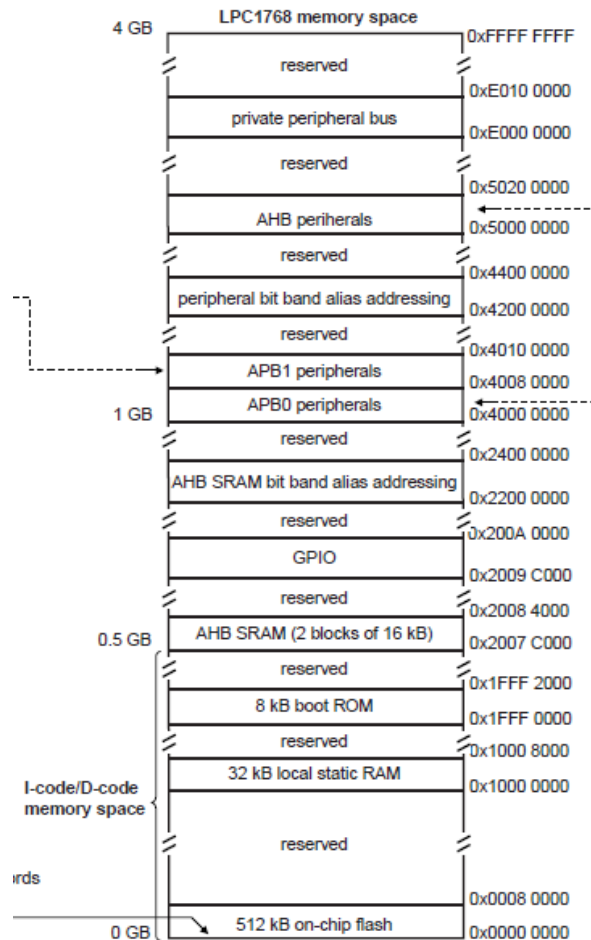 LPC1768 memory space
4 GB
0xFFFF FFFF
reserved
0xE010 0000
private peripheral bus
0xE000 0000
reserved
0x5020 0000
AHB periherals
0x5000 0000
reserved
0x4400 0000
peripheral bit band alias addressing
0x4200 0000
reserved
0x4010 0000
APB1 peripherals
0x4008 0000
APB0 peripherals
1 GB
0x4000 0000
reserved
0x2400 0000
AHB SRAM bit band alias addressing
0x2200 0000
reserved
0x200A 0000
GPIO
0x2009 C000
reserved
0x2008 4000
AHB SRAM (2 blocks of 16 kB)
0.5 GB
0x2007 C000
reserved
0x1FFF 2000
8 kB boot ROM
0x1FFF 0000
reserved
0x1000 8000
32 kB local static RAM
0x1000 0000
I-code/D-code
memory space
reserved
ords
0x0008 0000
512 kB on-chip flash
0 GB
0x0000 0000